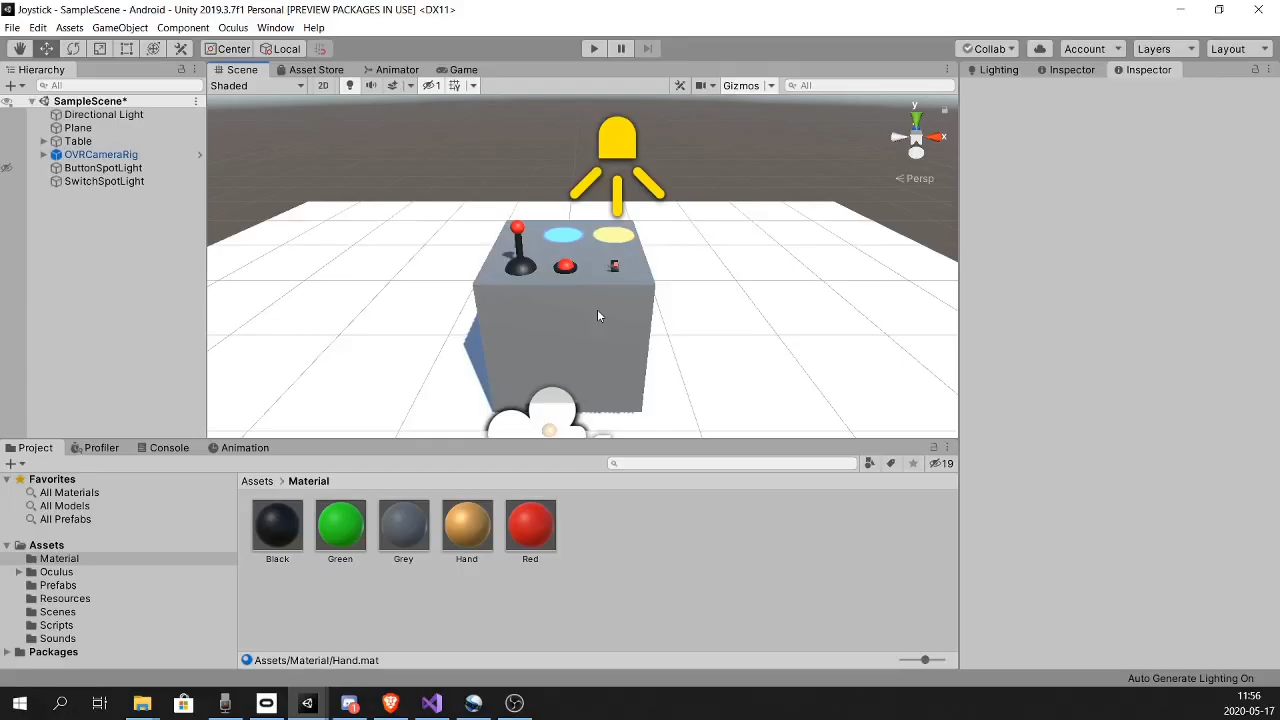 Joystick - SampleScene - Android - Unity 2019.3.7f1 Personal [PREVIEW PACKAGES IN USE] <DX11>
File Edit Assets GameObject Component Oculus Window Help
Center Local Collab Account Layers Layout
Hierarchy Scene Asset Store Animator Game Lighting Inspector Inspector
All Shaded 2D 1 Gizmos All
SampleScene*
Directional Light
Plane
Table
OVRCameraRig
ButtonSpotLight
SwitchSpotLight
y
x
Persp
Project Profiler Console Animation
19
Favorites
All Materials
All Models
All Prefabs
Assets
Material
Oculus
Prefabs
Resources
Scenes
Scripts
Sounds
Packages
Assets > Material
Black Green Grey Hand Red
Assets/Material/Hand.mat
Auto Generate Lighting On
11:56
2020-05-17